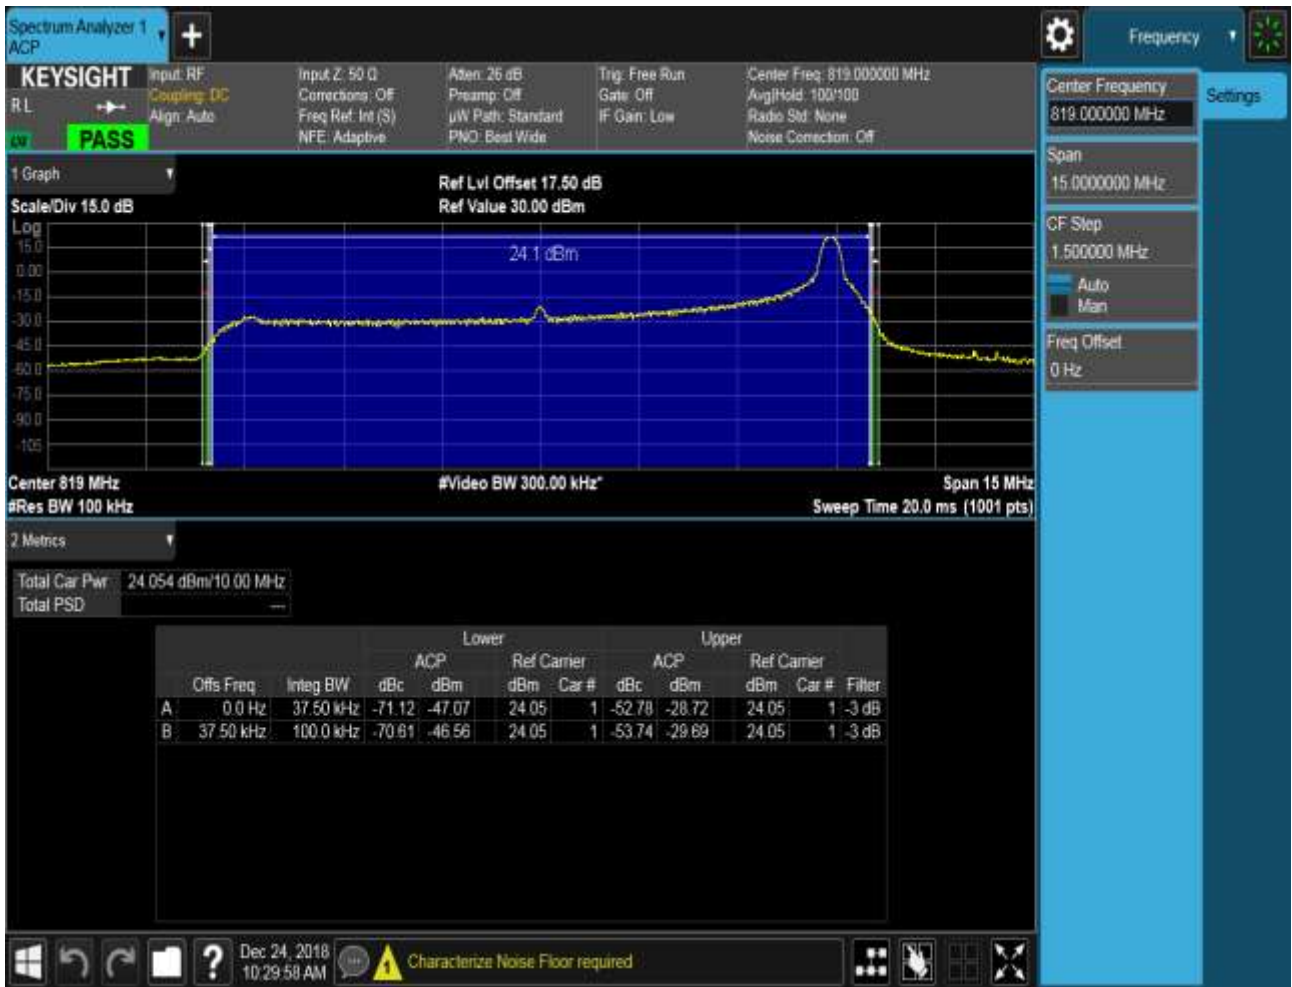 Spectrum Analyzer 1
ACP
Frequency
KEYSIGHT
Input: RF
Coupling: DC
Align: Auto
Input Z: 50 Ω
Corrections: Off
Freq Ref: Int (S)
NFE: Adaptive
Atten: 26 dB
Preamp: Off
µW Path: Standard
PNO: Best Wide
Trig: Free Run
Gate: Off
IF Gain: Low
Center Freq: 819.000000 MHz
Avg|Hold: 100/100
Radio Std: None
Noise Correction: Off
R L
PASS
Center Frequency
819.000000 MHz
Settings
Span
15.0000000 MHz
CF Step
1.500000 MHz
Auto
Man
Freq Offset
0 Hz
1 Graph
Scale/Div 15.0 dB
Ref Lvl Offset 17.50 dB
Ref Value 30.00 dBm
Log
15.0
0.00
-15.0
-30.0
-45.0
-60.0
-75.0
-90.0
-105
24.1 dBm
Center 819 MHz
#Video BW 300.00 kHz*
Span 15 MHz
#Res BW 100 kHz
Sweep Time 20.0 ms (1001 pts)
2 Metrics
Total Car Pwr 24.054 dBm/10.00 MHz
Total PSD ---
Lower Upper
ACP Ref Carrier ACP Ref Carrier
Offs Freq Integ BW dBc dBm dBm Car # dBc dBm dBm Car # Filter
A 0.0 Hz 37.50 kHz -71.12 -47.07 24.05 1 -52.78 -28.72 24.05 1 -3 dB
B 37.50 kHz 100.0 kHz -70.61 -46.56 24.05 1 -53.74 -29.69 24.05 1 -3 dB
?
Dec 24, 2018
10:29:58 AM
1
Characterize Noise Floor required